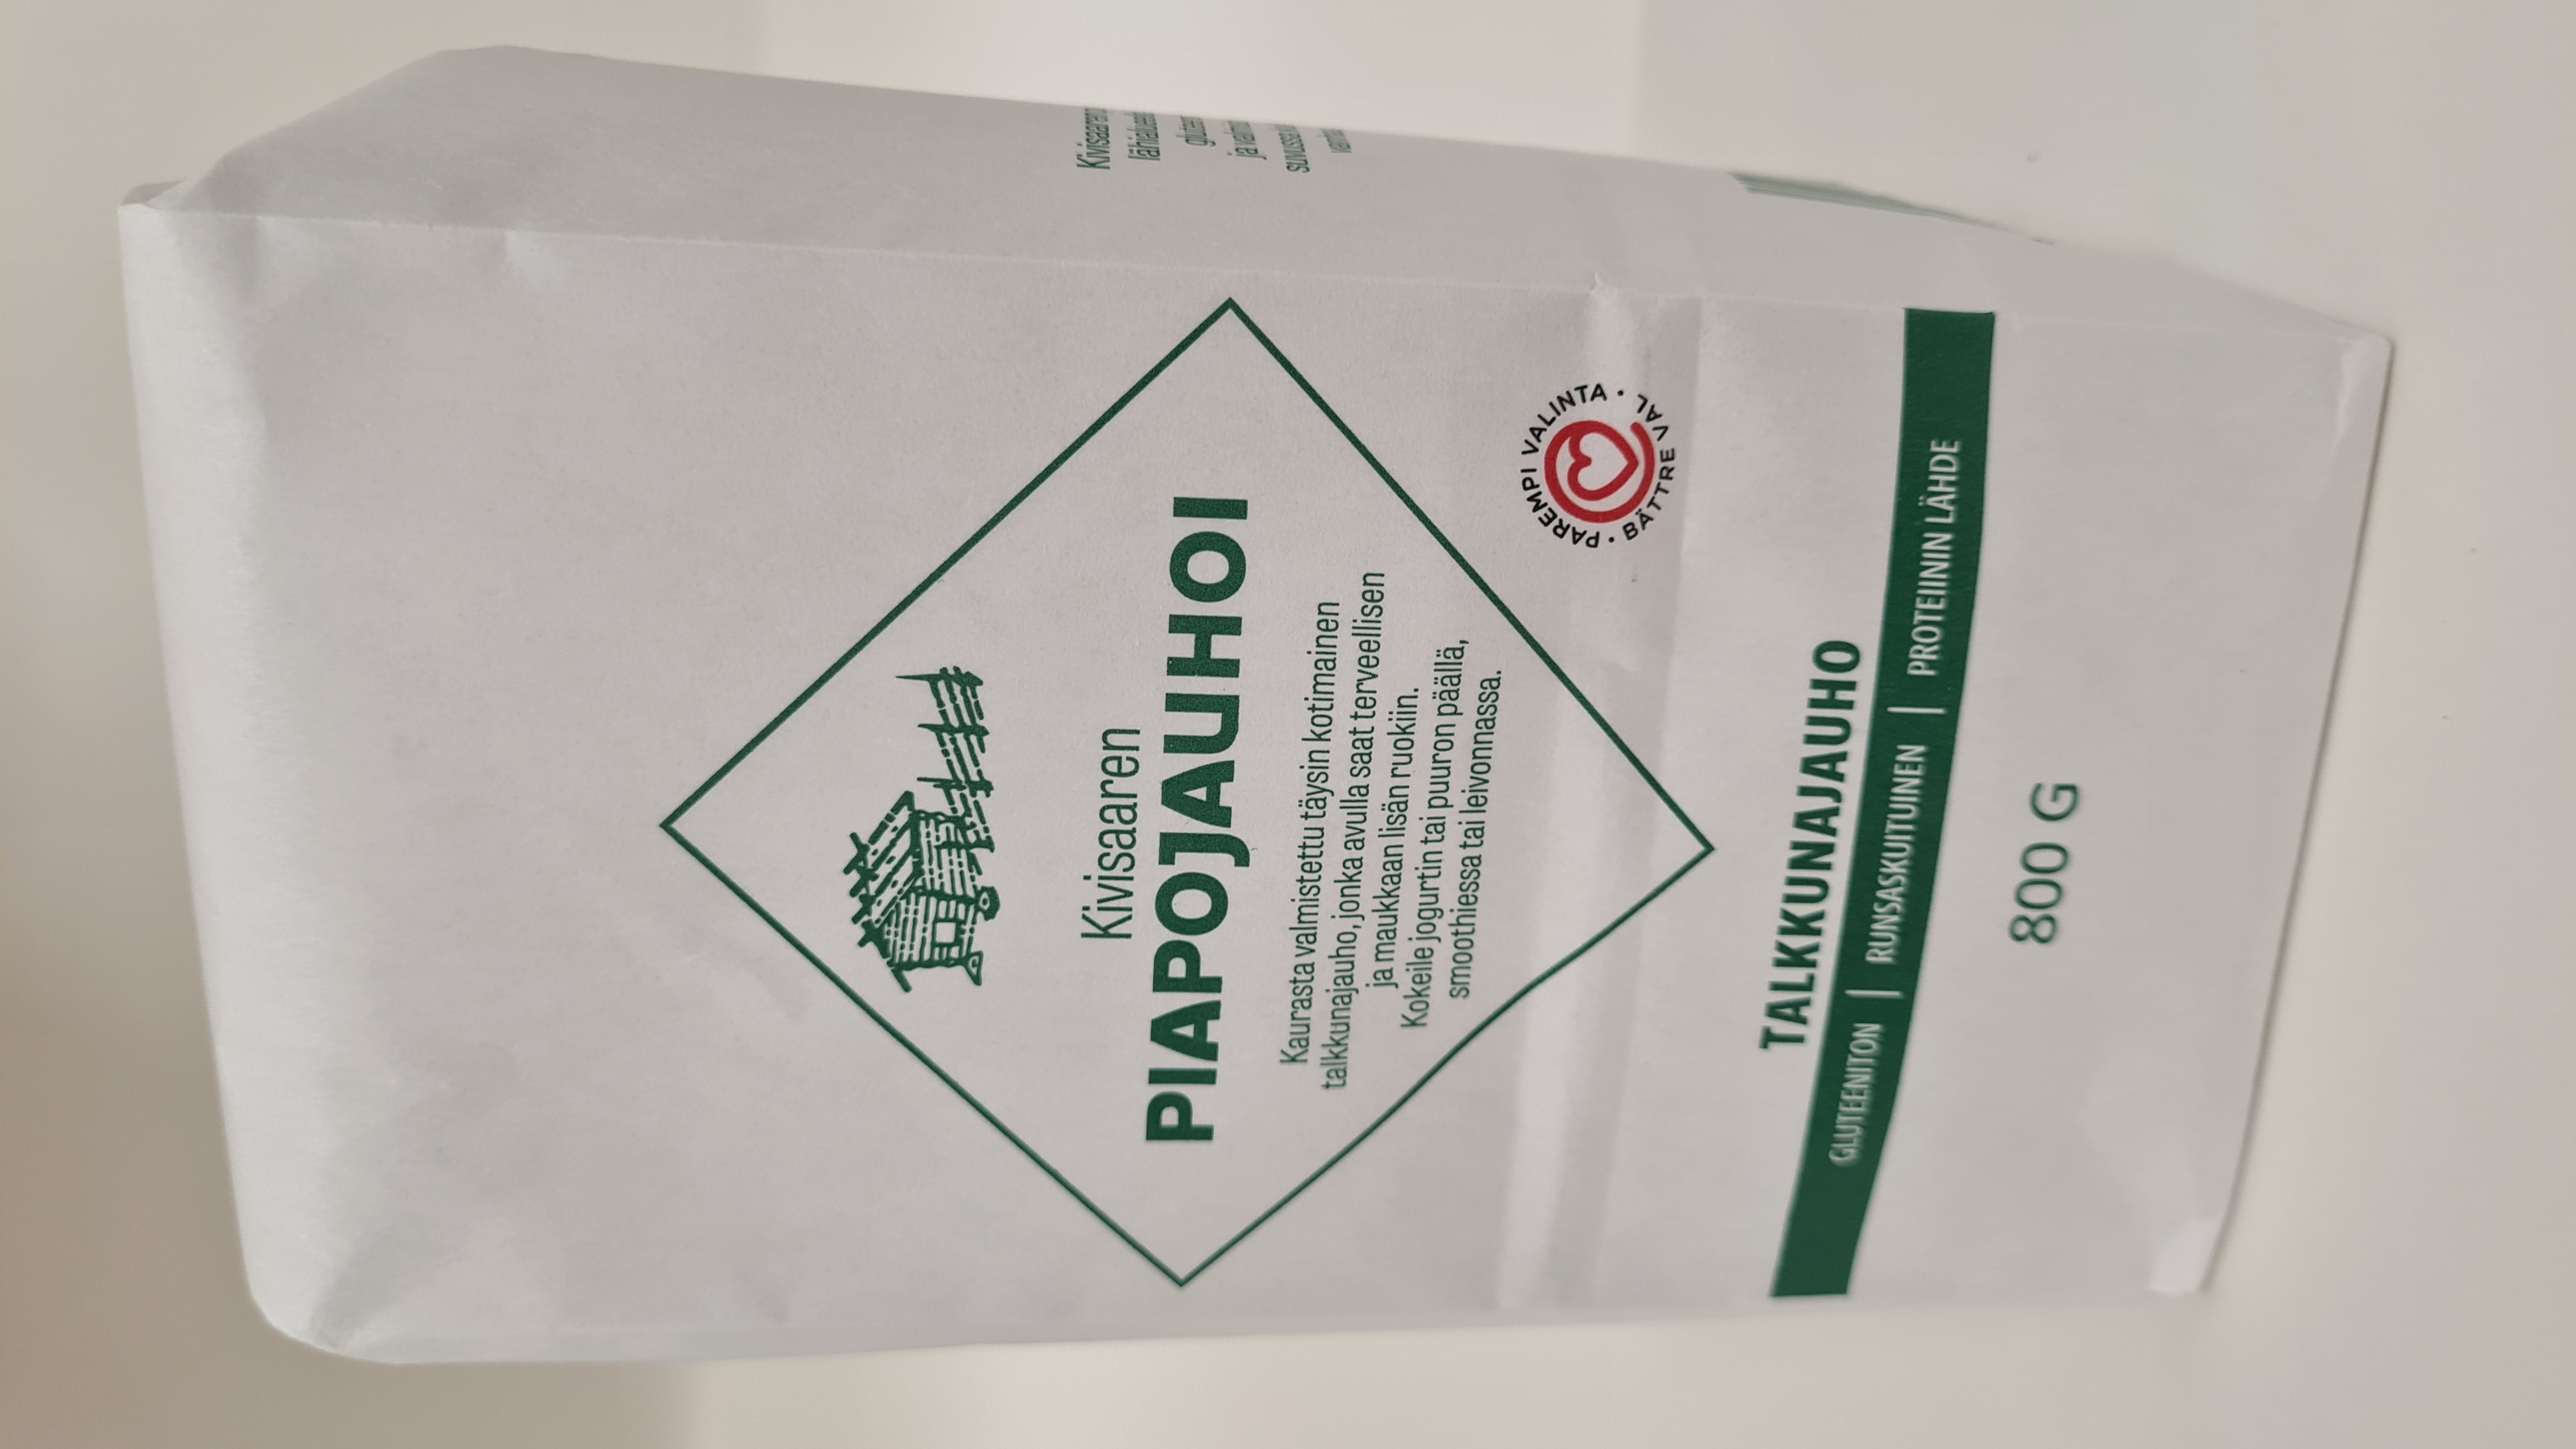 Kivisaaren
PIAPOJAUHOI
Kaurasta valmistettu täysin kotimainen
talkkunajauho, jonka avulla saat terveellisen
ja maukkaan lisän ruokiin.
Kokeile jogurtin tai puuron päällä,
smoothiessa tai leivonnassa.
PAREMPI VALINTA • BÄTTRE VAL •
TALKKUNAJAUHO
GLUTEENITON | RUNSASKUITUINEN | PROTEIININ LÄHDE
800 G